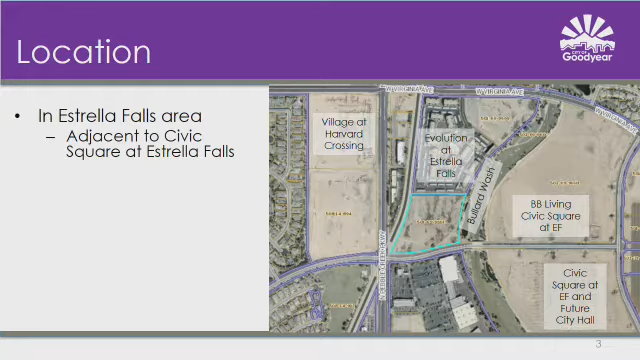 Location
CITY OF
Goodyear
• In Estrella Falls area
– Adjacent to Civic
Square at Estrella Falls
W VIRGINIA AVE
W VIRGINIA AVE
Village at
Harvard
Crossing
Evolution
at
Estrella
Falls
Bullard Wash
BB Living
Civic Square
at EF
Civic
Square at
EF and
Future
City Hall
3